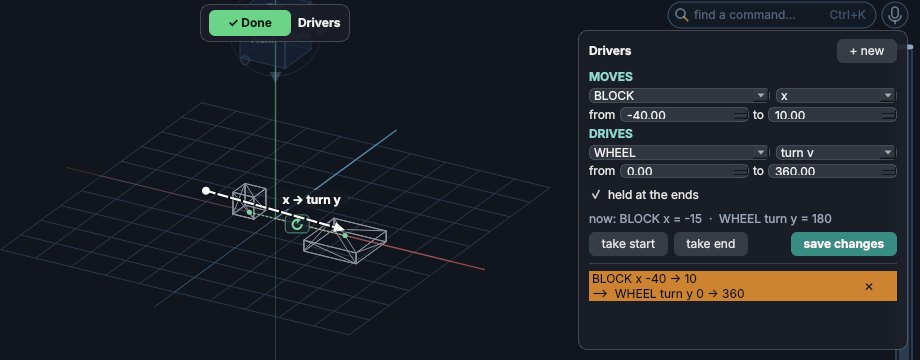 ✓ Done Drivers
find a command... Ctrl+K
Drivers
+ new
MOVES
BLOCK x
from -40.00 to 10.00
DRIVES
WHEEL turn y
from 0.00 to 360.00
✓ held at the ends
now: BLOCK x = -15 · WHEEL turn y = 180
take start take end save changes
BLOCK x -40 → 10 ×
→ WHEEL turn y 0 → 360
x → turn y